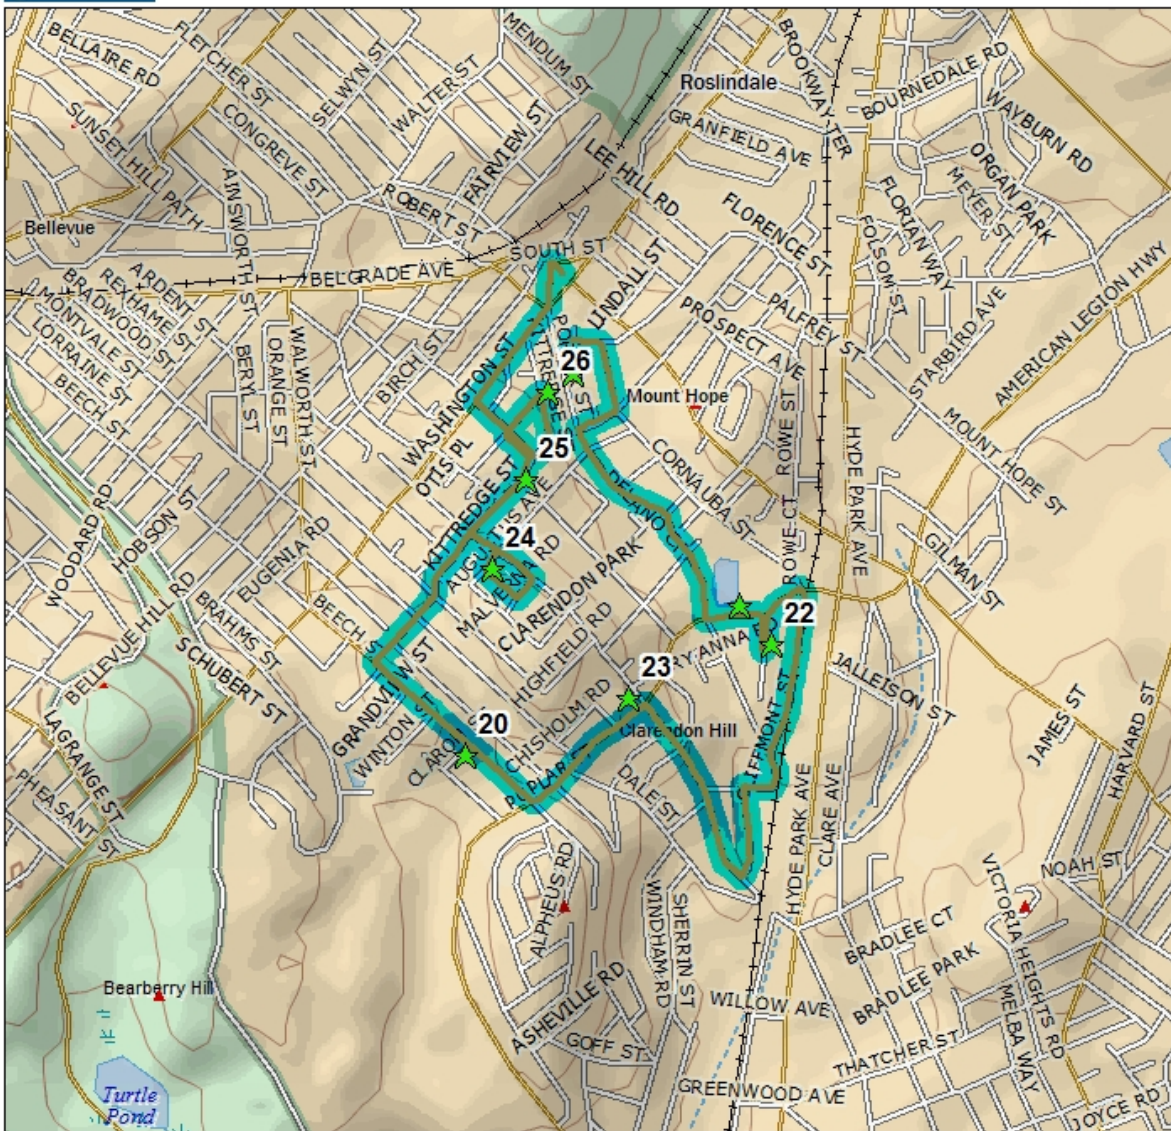 BELLAIRE RD
FLETCHER ST
SELWYN ST
WALTER ST
MENDUM ST
BROOKWAY TER
BOURNEDALE RD
Roslindale
SUNSET HILL PATH
CONGREVE ST
FAIRVIEW ST
GRANFIELD AVE
WAYBURN RD
LEE HILL RD
ORGAN PARK
MEYER ST
AINSWORTH ST
ROBERT ST
FLORENCE ST
FLORIAN WAY
FOLSOM ST
Bellevue
SOUTH ST
BELGRADE AVE
LINDALL ST
AMERICAN LEGION HWY
ARDENT ST
REXHAME ST
BRADWOOD ST
MONTVALE ST
LORRAINE ST
BEECH ST
PROSPECT AVE
PALFREY ST
STARBIRD AVE
BERYL ST
ORANGE ST
WALWORTH ST
BIRCH ST
WASHINGTON ST
26
Mount Hope
ROWE ST
HYDE PARK AVE
MOUNT HOPE ST
OTIS PL
25
CORNAUBA ST
WOODARD RD
HOBSON ST
KITTREDGE ST
ROWE CT
EUGENIA RD
24
CLARENDON PARK
GILMAN ST
BELLEVUE HILL RD
BRAHMS ST
BEECH S
HIGHFIELD RD
22
SCHUBERT ST
23
JALLEISON ST
LAGRANGE ST
GRANDVIEW ST
WINTON
20
CHISHOLM RD
Clarendon Hill
JAMES ST
HARVARD ST
PHEASANT ST
DALE ST
HYDE PARK AVE
CLARE AVE
ALPHEUS RD
WINDHAM RD
SHERRIN ST
NOAH ST
VICTORIA HEIGHTS RD
BRADLEE CT
BRADLEE PARK
Bearberry Hill
ASHEVILLE RD
WILLOW AVE
MELBA WAY
GOFF ST
THATCHER ST
Turtle
Pond
GREENWOOD AVE
JOYCE RD